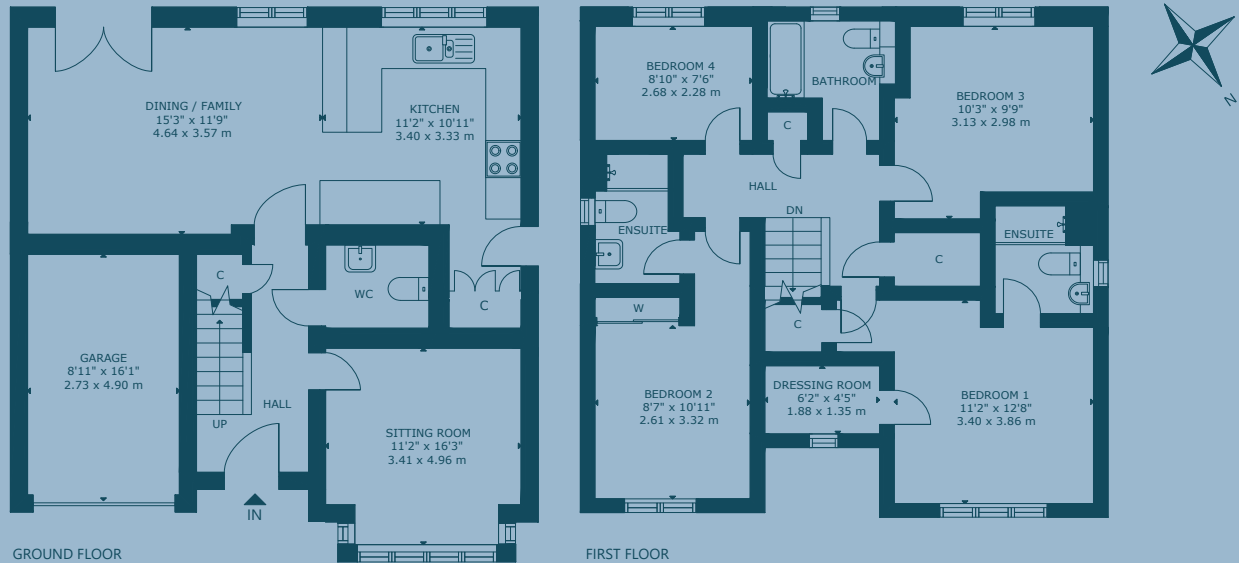 DINING / FAMILY
15'3" x 11'9"
4.64 x 3.57 m
KITCHEN
11'2" x 10'11"
3.40 x 3.33 m
C
WC
C
GARAGE
8'11" x 16'1"
2.73 x 4.90 m
HALL
UP
SITTING ROOM
11'2" x 16'3"
3.41 x 4.96 m
IN
GROUND FLOOR
BEDROOM 4
8'10" x 7'6"
2.68 x 2.28 m
BATHROOM
BEDROOM 3
10'3" x 9'9"
3.13 x 2.98 m
C
HALL
DN
ENSUITE
ENSUITE
C
W
C
BEDROOM 2
8'7" x 10'11"
2.61 x 3.32 m
DRESSING ROOM
6'2" x 4'5"
1.88 x 1.35 m
BEDROOM 1
11'2" x 12'8"
3.40 x 3.86 m
FIRST FLOOR
N